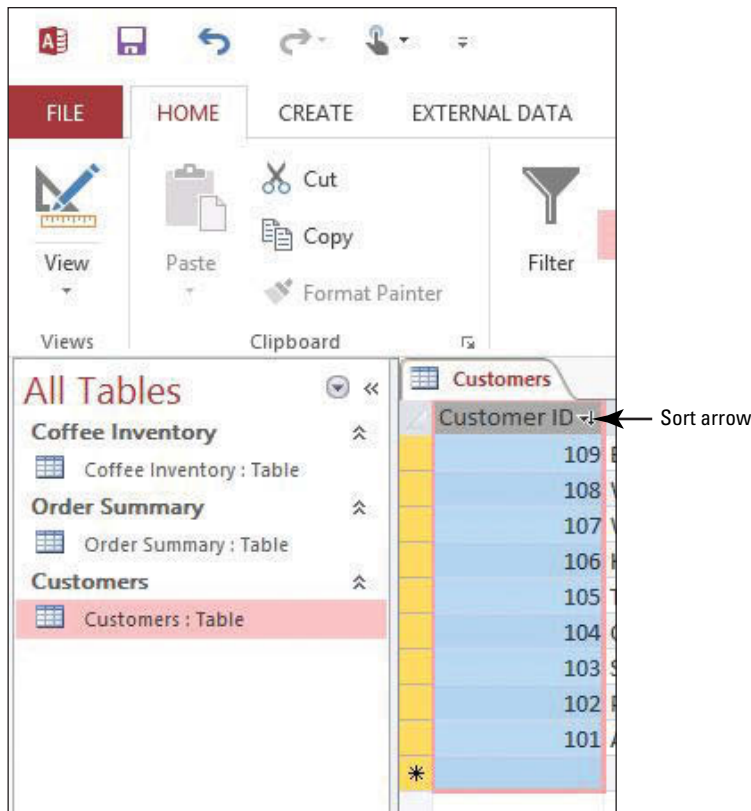 FILE HOME CREATE EXTERNAL DATA
Cut
Copy
Format Painter
View
Paste
Filter
Views
Clipboard
All Tables
Coffee Inventory
Coffee Inventory : Table
Order Summary
Order Summary : Table
Customers
Customers : Table
Customers
Customer ID
Sort arrow
109
108
107
106
105
104
103
102
101